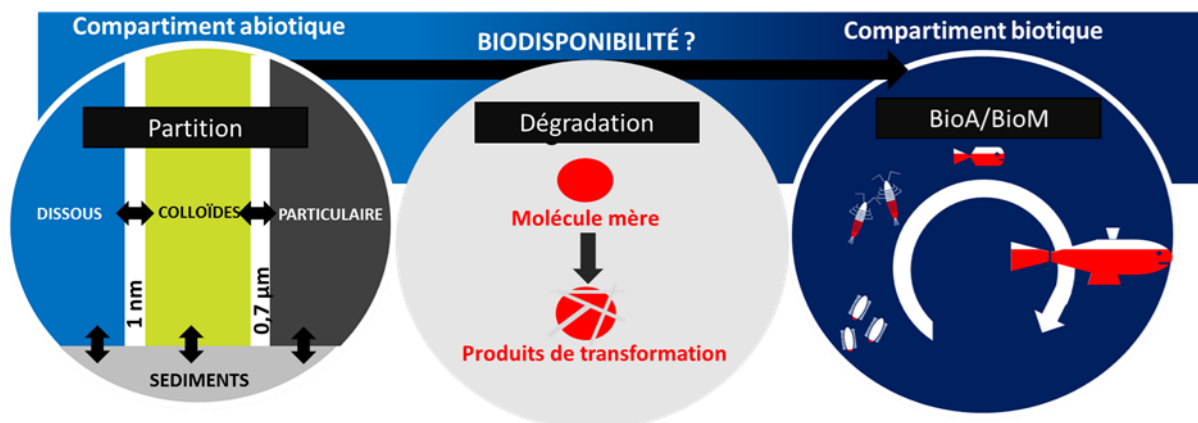 Compartiment abiotique
BIODISPONIBILITÉ ?
Compartiment biotique
Partition
DISSOUS
COLLOÏDES
PARTICULAIRE
1 nm
0,7 µm
SEDIMENTS
Dégradation
Molécule mère
Produits de transformation
BioA/BioM